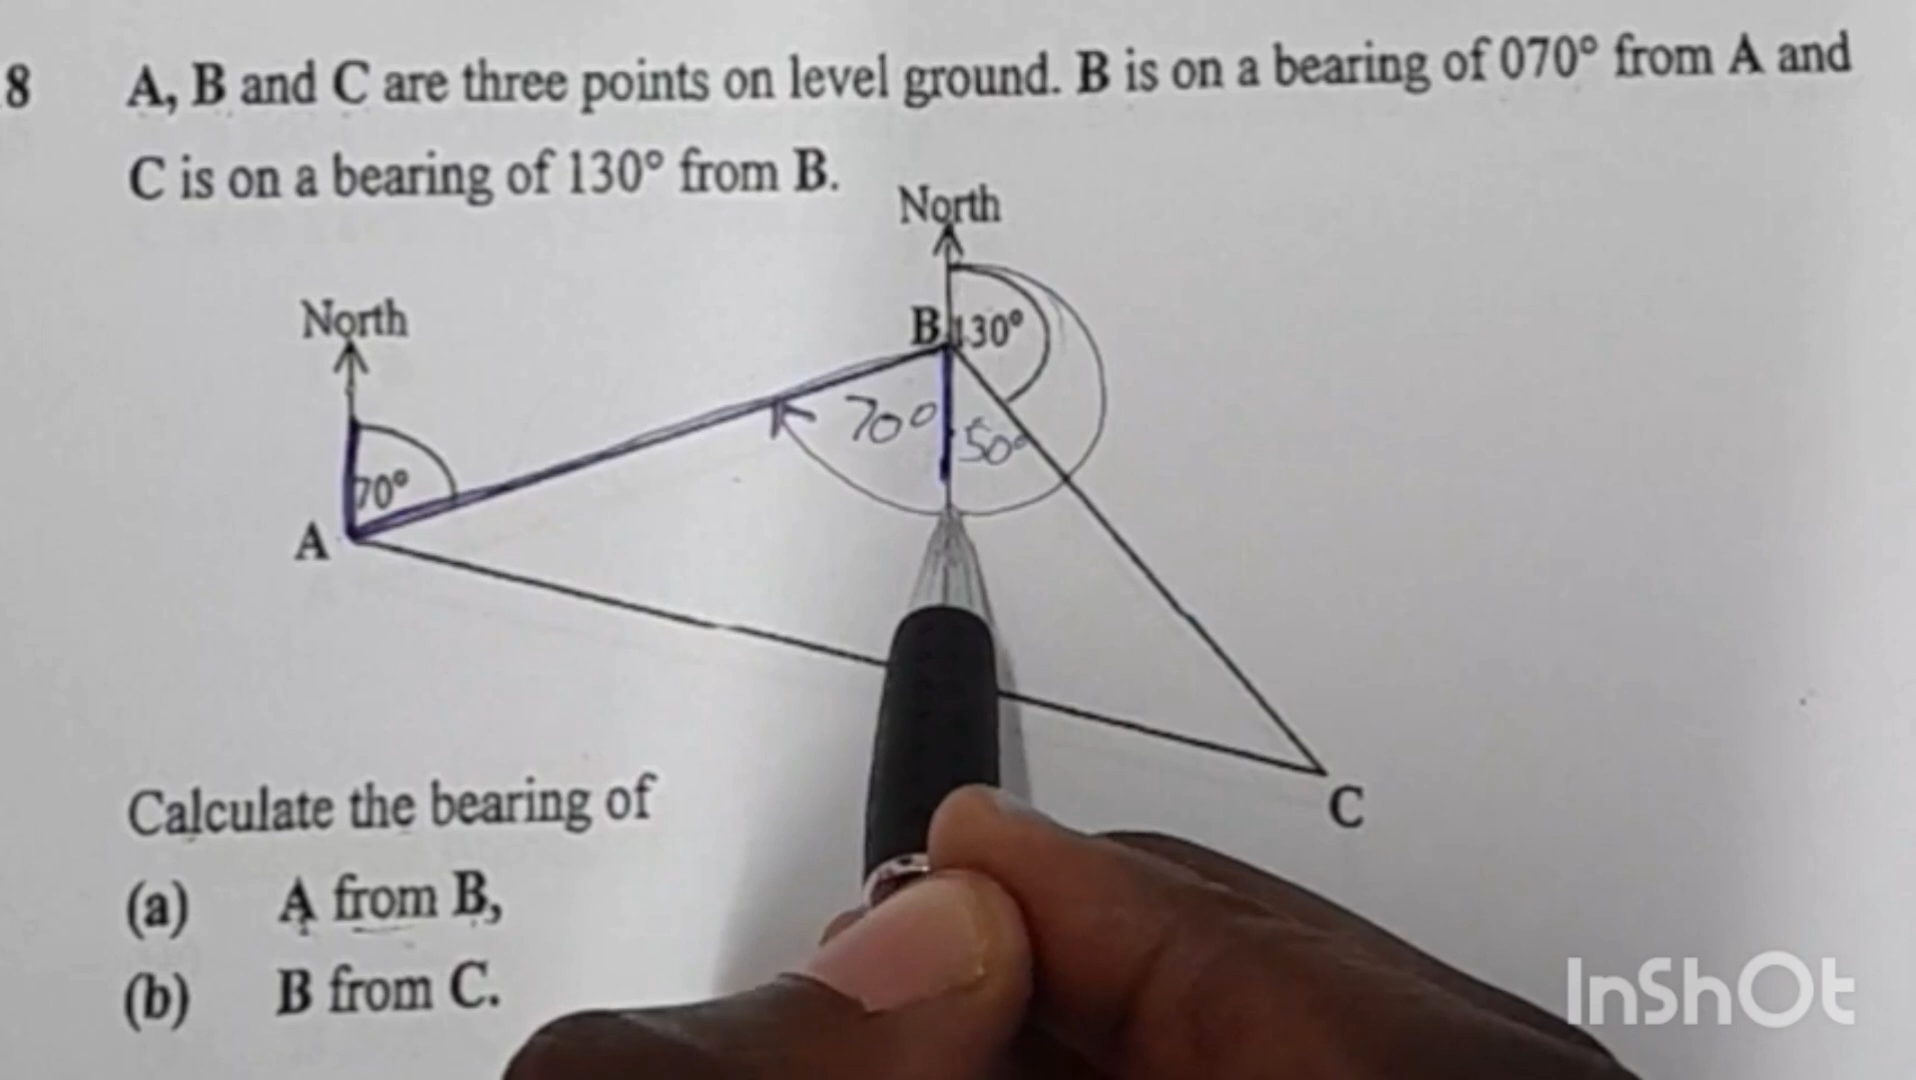 8 A, B and C are three points on level ground. B is on a bearing of 070° from A and
C is on a bearing of 130° from B.
North
North
B 130°
70° 50°
70°
A
C
Calculate the bearing of
(a) A from B,
(b) B from C.
InShOt